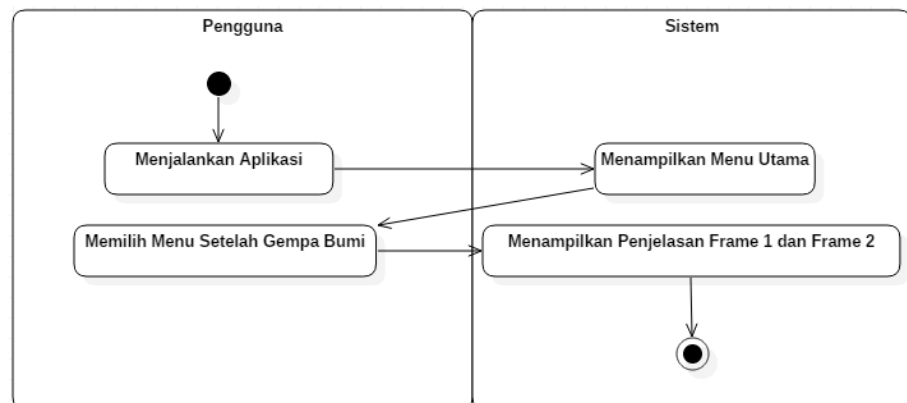 Pengguna
Sistem
Menjalankan Aplikasi
Menampilkan Menu Utama
Memilih Menu Setelah Gempa Bumi
Menampilkan Penjelasan Frame 1 dan Frame 2